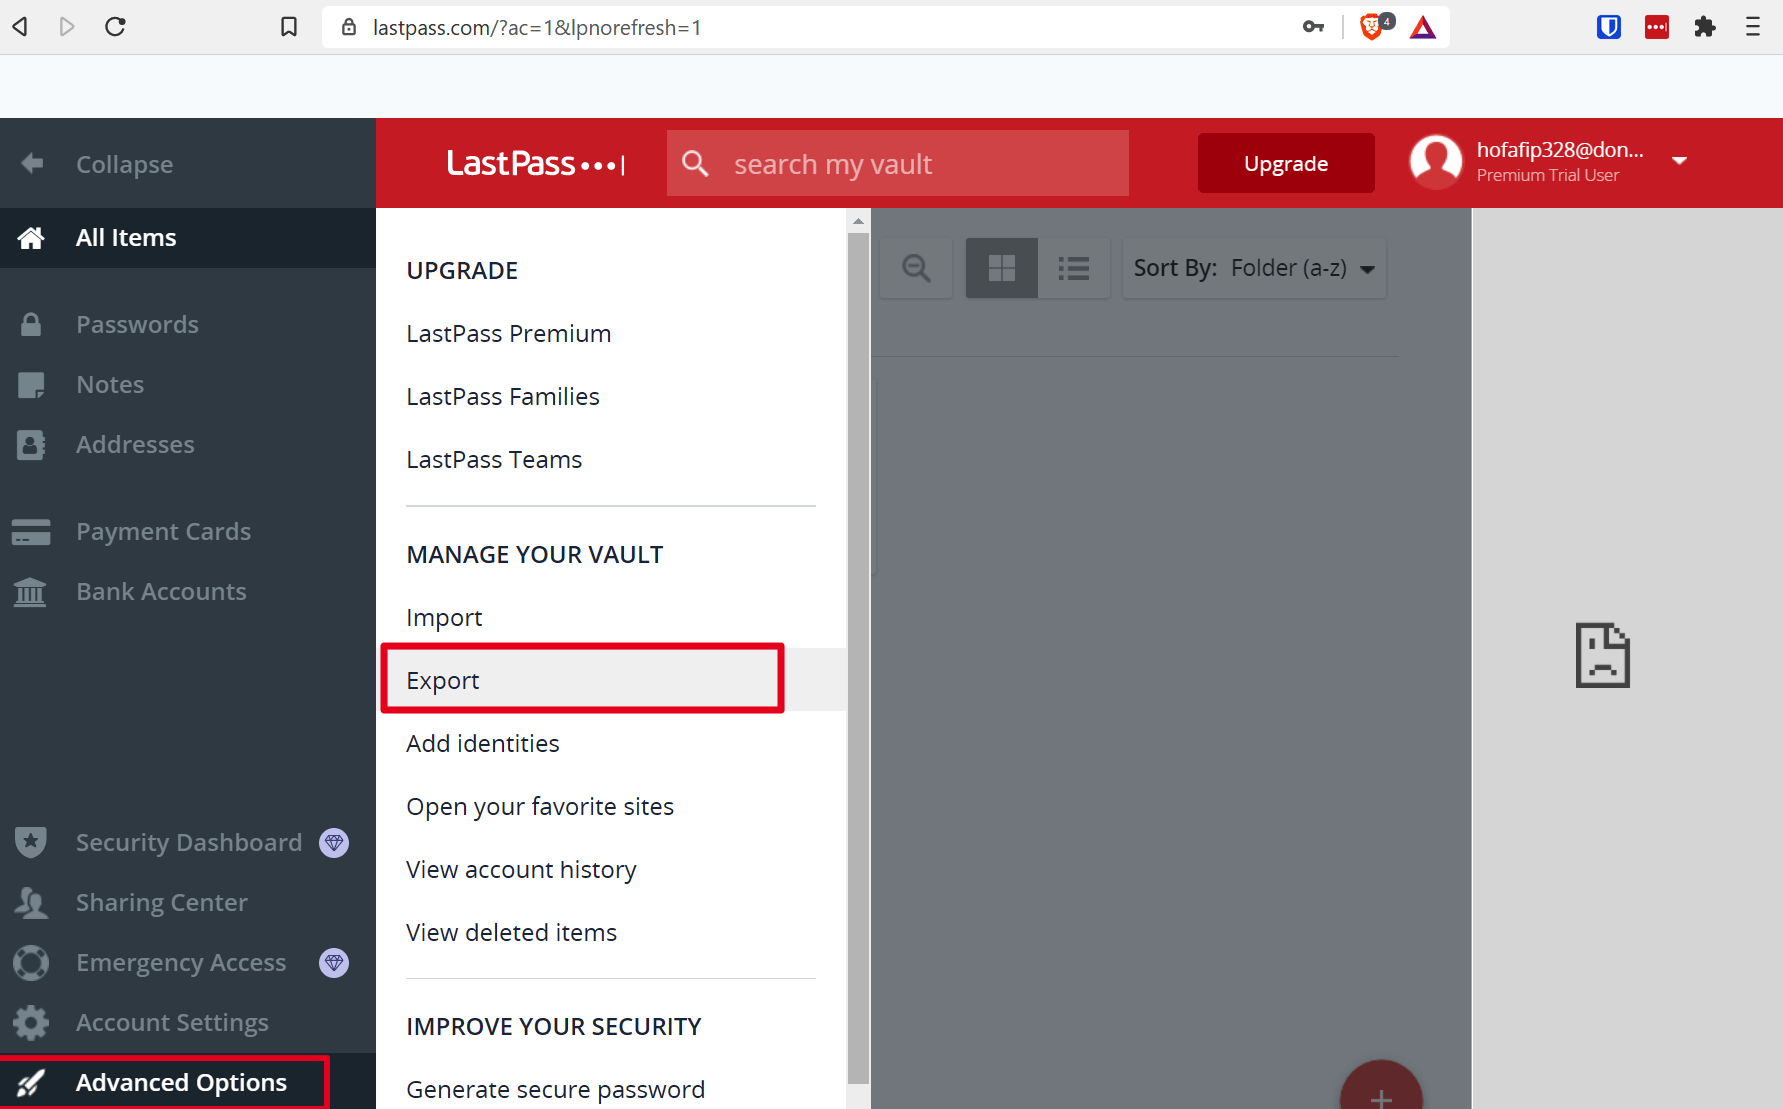 lastpass.com/?ac=1&lpnorefresh=1
4
Collapse
LastPass
search my vault
Upgrade
hofafip328@don...
Premium Trial User
All Items
Passwords
Notes
Addresses
Payment Cards
Bank Accounts
Security Dashboard
Sharing Center
Emergency Access
Account Settings
Advanced Options
UPGRADE
LastPass Premium
LastPass Families
LastPass Teams
MANAGE YOUR VAULT
Import
Export
Add identities
Open your favorite sites
View account history
View deleted items
IMPROVE YOUR SECURITY
Generate secure password
Sort By: Folder (a-z)